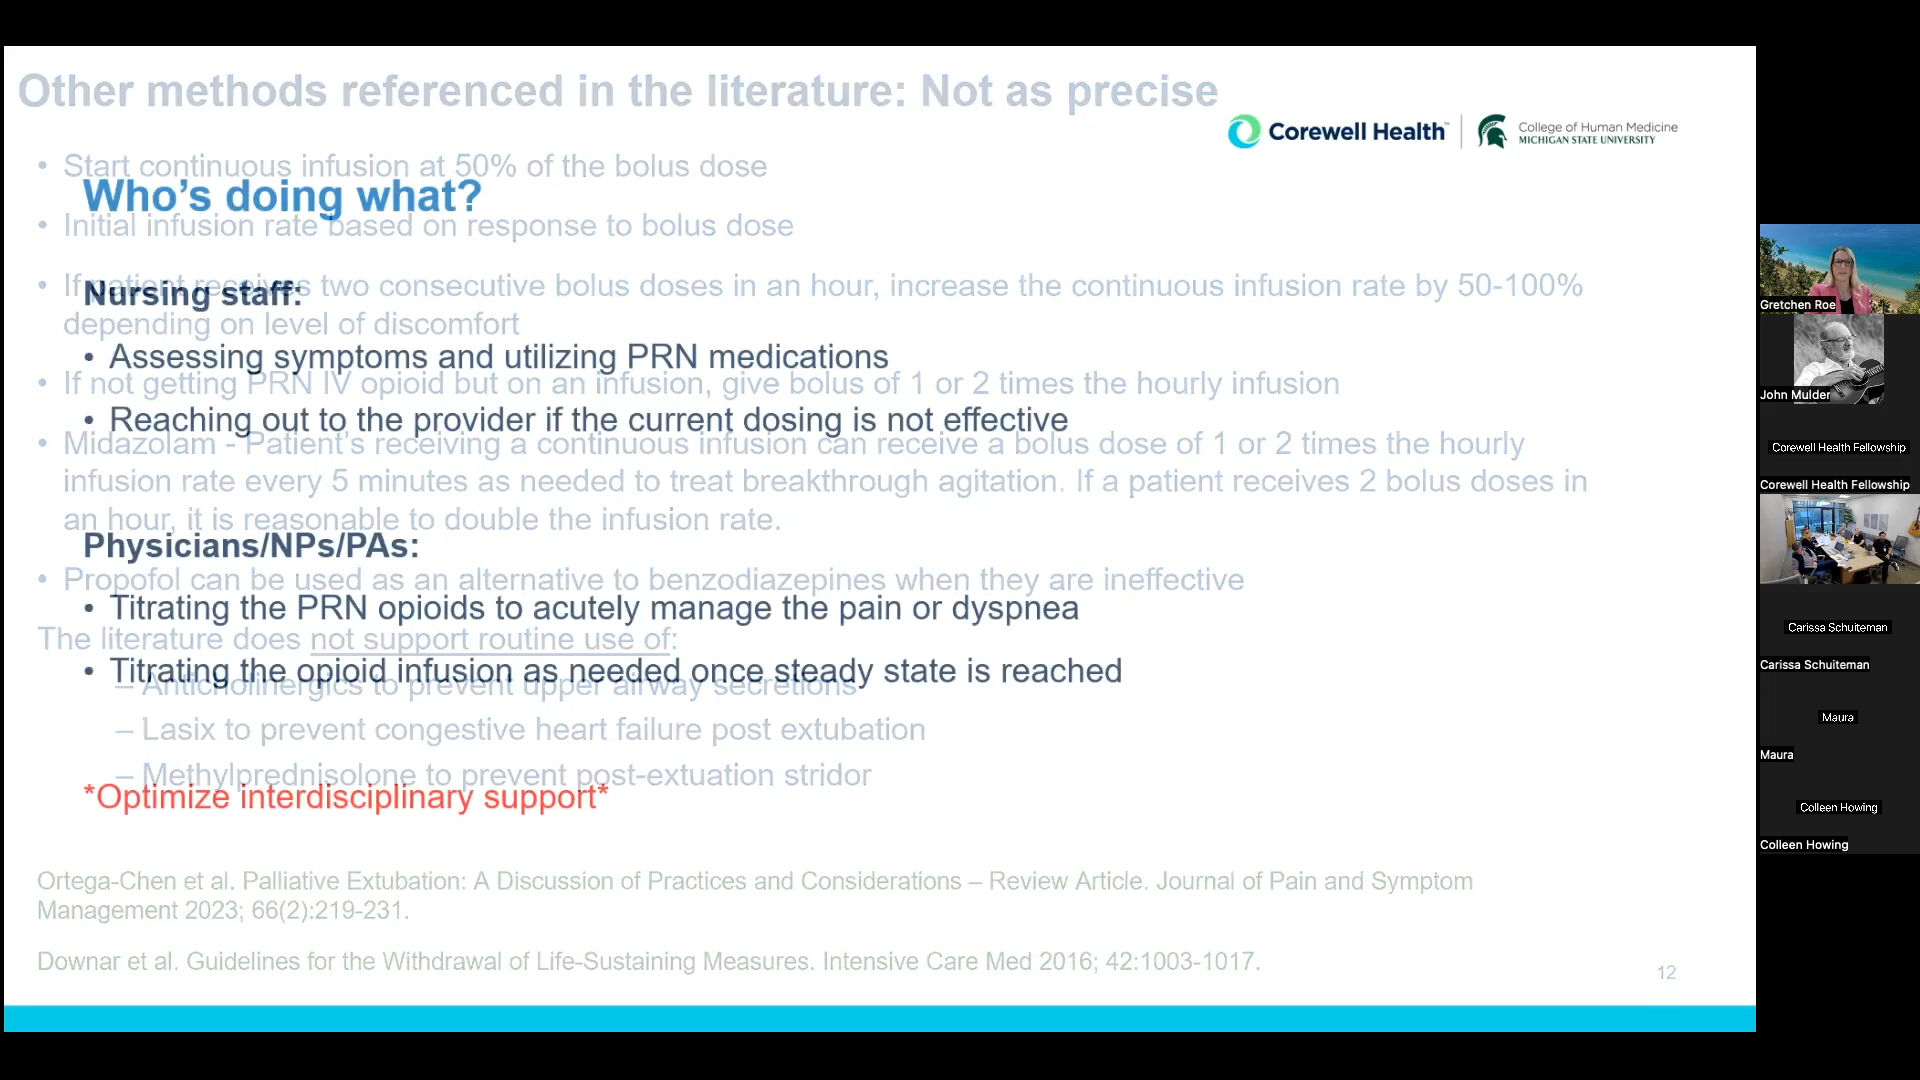 Other methods referenced in the literature: Not as precise
Corewell Health™
College of Human Medicine
MICHIGAN STATE UNIVERSITY
• Start continuous infusion at 50% of the bolus dose
Who's doing what?
• Initial infusion rate based on response to bolus dose
• If patient receives two consecutive bolus doses in an hour, increase the continuous infusion rate by 50-100%
Nursing staff:
depending on level of discomfort
• Assessing symptoms and utilizing PRN medications
• If not getting PRN IV opioid but on an infusion, give bolus of 1 or 2 times the hourly infusion
• Reaching out to the provider if the current dosing is not effective
• Midazolam - Patient's receiving a continuous infusion can receive a bolus dose of 1 or 2 times the hourly
infusion rate every 5 minutes as needed to treat breakthrough agitation. If a patient receives 2 bolus doses in
an hour, it is reasonable to double the infusion rate.
Physicians/NPs/PAs:
• Propofol can be used as an alternative to benzodiazepines when they are ineffective
• Titrating the PRN opioids to acutely manage the pain or dyspnea
The literature does not support routine use of:
• Titrating the opioid infusion as needed once steady state is reached
– Anticholinergics to prevent upper airway secretions
– Lasix to prevent congestive heart failure post extubation
– Methylprednisolone to prevent post-extuation stridor
*Optimize interdisciplinary support*
Ortega-Chen et al. Palliative Extubation: A Discussion of Practices and Considerations – Review Article. Journal of Pain and Symptom
Management 2023; 66(2):219-231.
Downar et al. Guidelines for the Withdrawal of Life-Sustaining Measures. Intensive Care Med 2016; 42:1003-1017.
12
Gretchen Roe
John Mulder
Corewell Health Fellowship
Corewell Health Fellowship
Carissa Schuiteman
Carissa Schuiteman
Maura
Maura
Colleen Howing
Colleen Howing